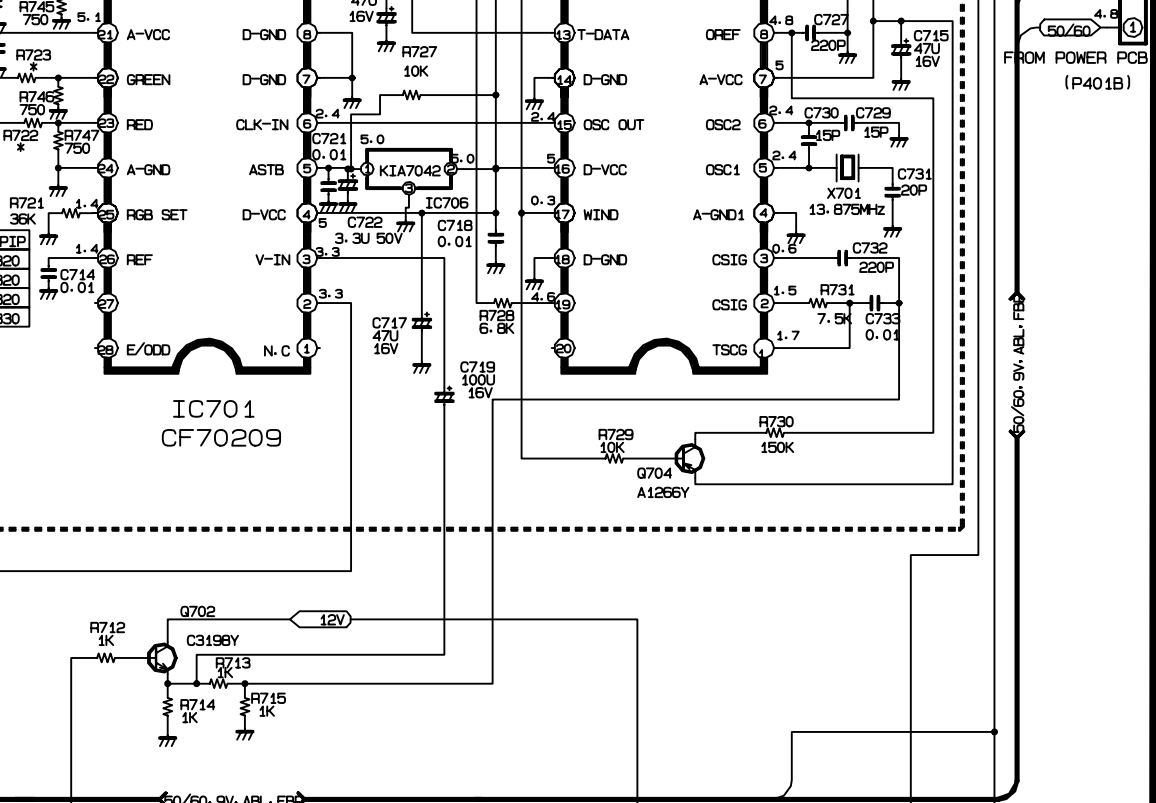 R745
750
5.1
21 A-VCC
D-GND 8
47U
16V
R727
10K
13 T-DATA
OREF 8
4.8
C727
220P
C715
47U
16V
50/60
4.8
1
FROM POWER PCB
(P401B)
R723
*
22 GREEN
D-GND 7
14 D-GND
A-VCC 7
5
R746
750
23 RED
CLK-IN 6
2.4
2.4
15 OSC OUT
OSC2 6
2.4
C730
15P
C729
15P
R722
*
R747
750
C721
0.01
5.0
1 KIA7042 2
5.0
3
IC706
24 A-GND
ASTB 5
5
16 D-VCC
OSC1 5
2.4
X701
13.875MHz
C731
20P
R721
36K
1.4
25 RGB SET
D-VCC 4
5
C722
3.3U 50V
C718
0.01
0.3
17 WIND
A-GND1 4
PIP
820
820
820
830
1.4
26 REF
C714
0.01
V-IN 3
3.3
18 D-GND
CSIG 3
0.6
C732
220P
27
2
3.3
4.6
19
R728
6.8K
CSIG 2
1.5
R731
7.5K
C733
0.01
C717
47U
16V
28 E/ODD
N.C 1
20
TSCG 1
1.7
C719
100U
16V
IC701
CF70209
R729
10K
R730
150K
Q704
A1266Y
50/60, 9V, ABL, FBP
Q702
12V
R712
1K
C3198Y
R713
1K
R714
1K
R715
1K
50/60, 9V, ABL, FBP